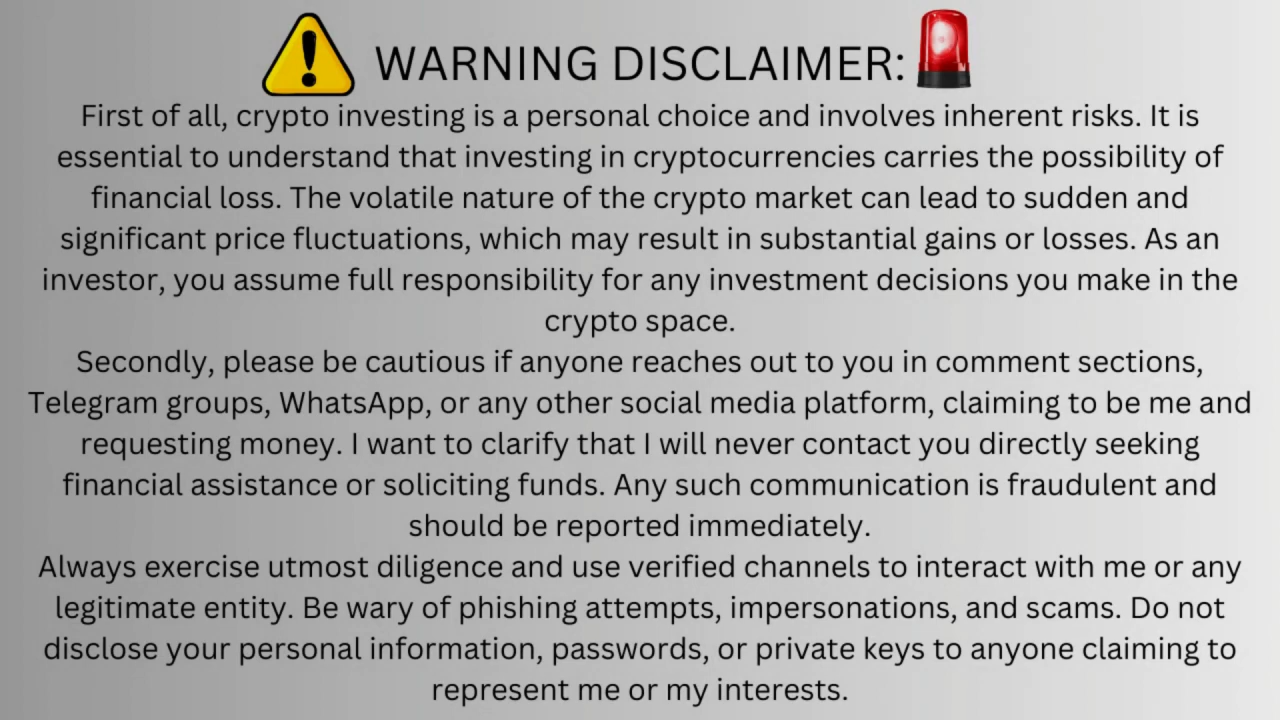 WARNING DISCLAIMER:
First of all, crypto investing is a personal choice and involves inherent risks. It is
essential to understand that investing in cryptocurrencies carries the possibility of
financial loss. The volatile nature of the crypto market can lead to sudden and
significant price fluctuations, which may result in substantial gains or losses. As an
investor, you assume full responsibility for any investment decisions you make in the
crypto space.
Secondly, please be cautious if anyone reaches out to you in comment sections,
Telegram groups, WhatsApp, or any other social media platform, claiming to be me and
requesting money. I want to clarify that I will never contact you directly seeking
financial assistance or soliciting funds. Any such communication is fraudulent and
should be reported immediately.
Always exercise utmost diligence and use verified channels to interact with me or any
legitimate entity. Be wary of phishing attempts, impersonations, and scams. Do not
disclose your personal information, passwords, or private keys to anyone claiming to
represent me or my interests.